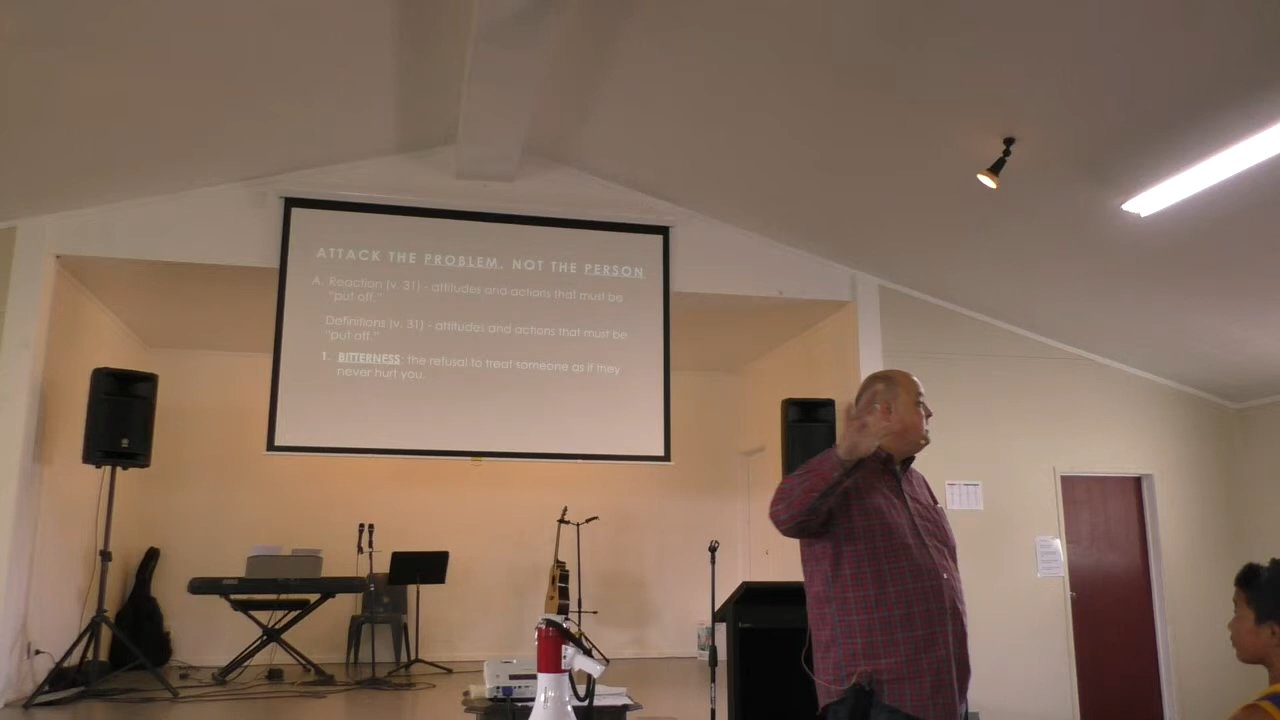 ATTACK THE PROBLEM, NOT THE PERSON
A. Reaction (v. 31) - attitudes and actions that must be
"put off."
Definitions (v. 31) - attitudes and actions that must be
"put off."
1. BITTERNESS: the refusal to treat someone as if they
never hurt you.